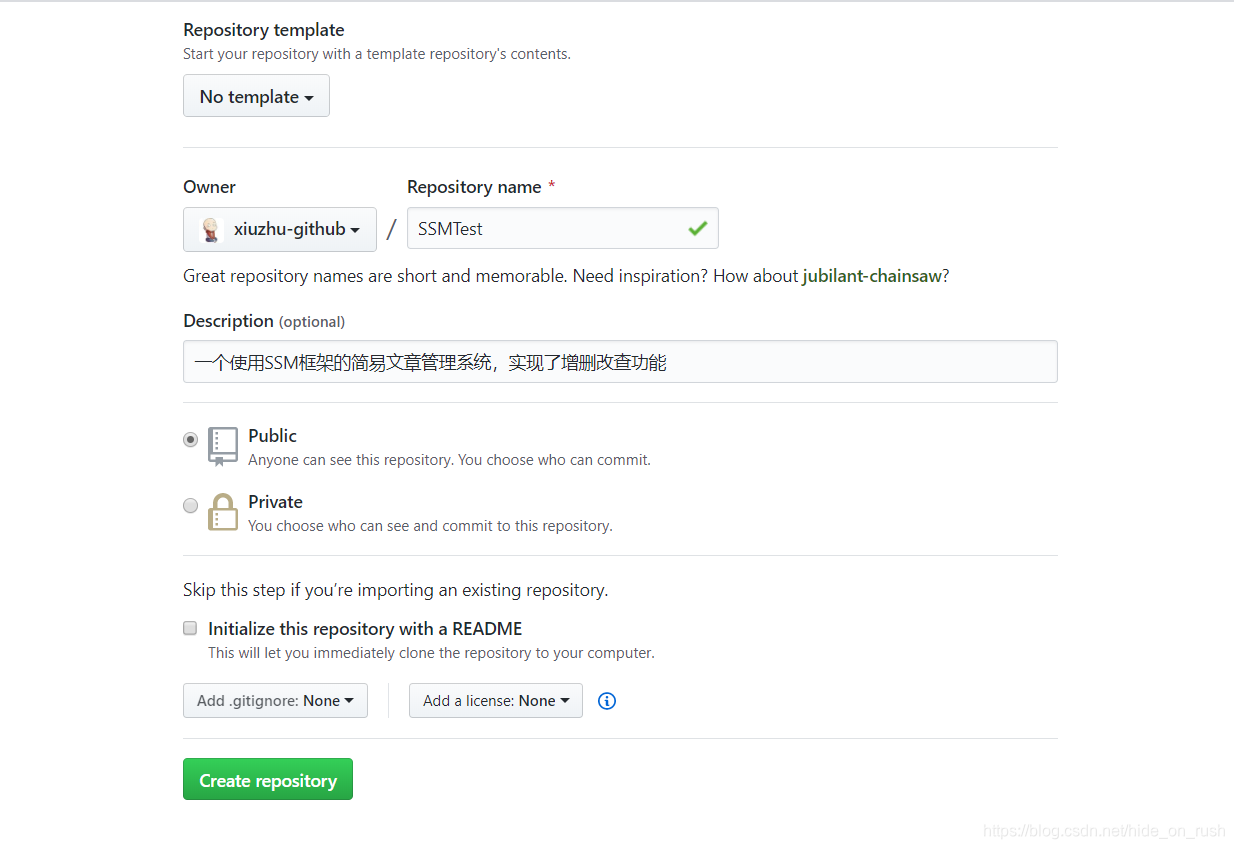 Repository template
Start your repository with a template repository's contents.
No template
Owner
Repository name *
xiuzhu-github / SSMTest
Great repository names are short and memorable. Need inspiration? How about jubilant-chainsaw?
Description (optional)
一个使用SSM框架的简易文章管理系统，实现了增删改查功能
Public
Anyone can see this repository. You choose who can commit.
Private
You choose who can see and commit to this repository.
Skip this step if you’re importing an existing repository.
Initialize this repository with a README
This will let you immediately clone the repository to your computer.
Add .gitignore: None
Add a license: None
Create repository
https://blog.csdn.net/hide_on_rush